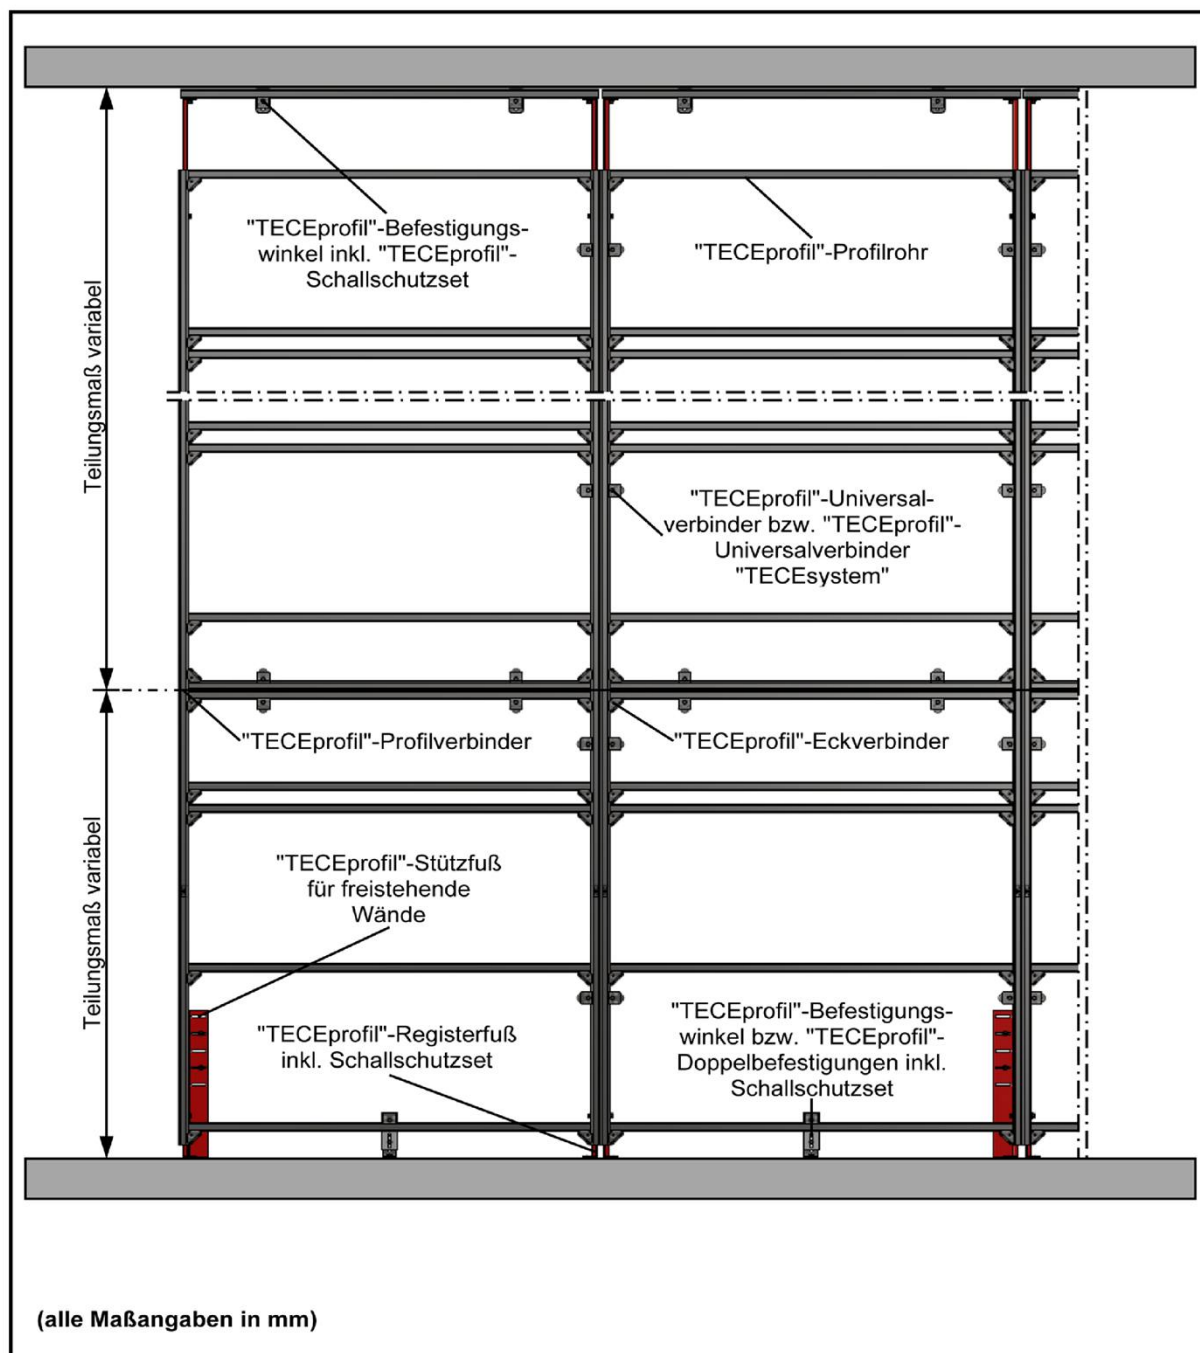 "TECEprofil"-Befestigungs-
winkel inkl. "TECEprofil"-
Schallschutzset
"TECEprofil"-Profilrohr
Teilungsmaß variabel
"TECEprofil"-Universal-
verbinder bzw. "TECEprofil"-
Universalverbinder
"TECEsystem"
"TECEprofil"-Profilverbinder
"TECEprofil"-Eckverbinder
Teilungsmaß variabel
"TECEprofil"-Stützfuß
für freistehende
Wände
"TECEprofil"-Registerfuß
inkl. Schallschutzset
"TECEprofil"-Befestigungs-
winkel bzw. "TECEprofil"-
Doppelbefestigungen inkl.
Schallschutzset
(alle Maßangaben in mm)